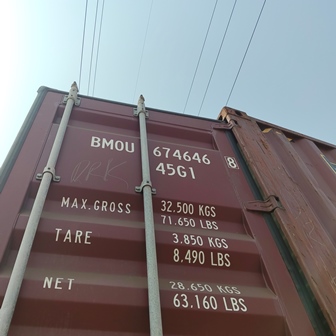 BMOU 674646 8
45G1
MAX.GROSS 32.500 KGS
71.650 LBS
TARE 3.850 KGS
8.490 LBS
NET 28.650 KGS
63.160 LBS